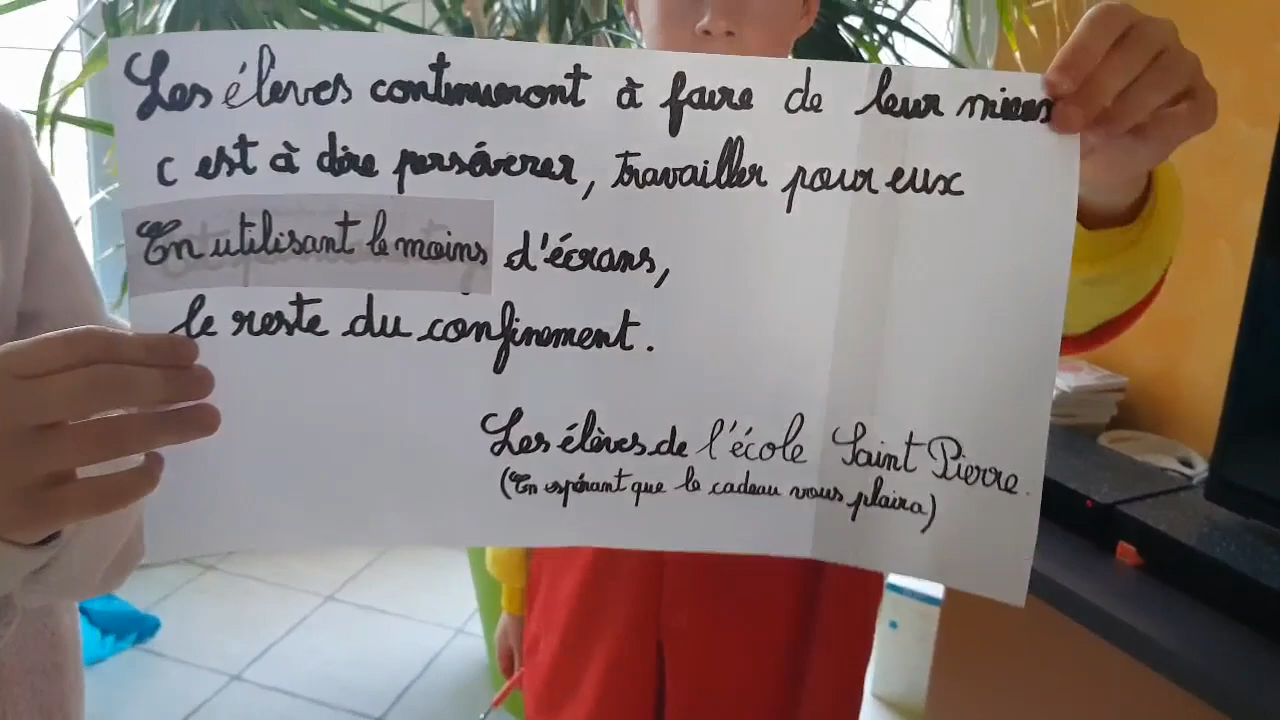 Les élèves continueront à faire de leur mieux
c est à dire persévérer, travailler pour eux
En utilisant le moins d'écrans,
le reste du confinement.
Les élèves de l'école Saint Pierre.
(En espérant que le cadeau vous plaira)